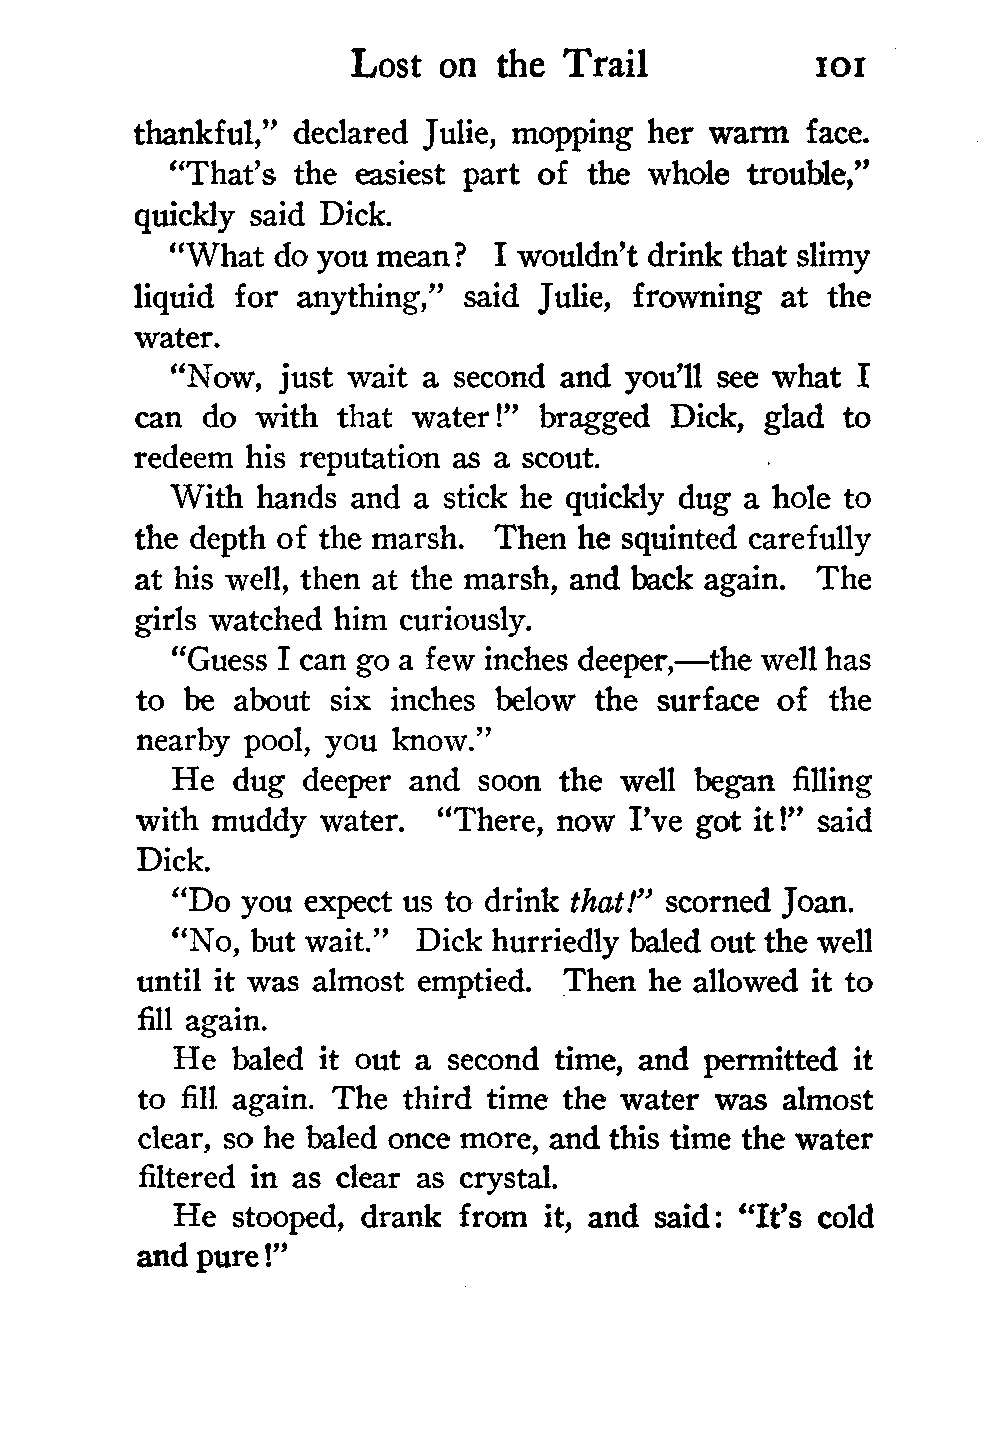 Lost on the Trail 101
thankful,” declared Julie, mopping her warm face.
“That’s the easiest part of the whole trouble,”
quickly said Dick.
“What do you mean? I wouldn’t drink that slimy
liquid for anything,” said Julie, frowning at the
water.
“Now, just wait a second and you’ll see what I
can do with that water!” bragged Dick, glad to
redeem his reputation as a scout.
With hands and a stick he quickly dug a hole to
the depth of the marsh. Then he squinted carefully
at his well, then at the marsh, and back again. The
girls watched him curiously.
“Guess I can go a few inches deeper,—the well has
to be about six inches below the surface of the
nearby pool, you know.”
He dug deeper and soon the well began filling
with muddy water. “There, now I’ve got it!” said
Dick.
“Do you expect us to drink that!” scorned Joan.
“No, but wait.” Dick hurriedly baled out the well
until it was almost emptied. Then he allowed it to
fill again.
He baled it out a second time, and permitted it
to fill again. The third time the water was almost
clear, so he baled once more, and this time the water
filtered in as clear as crystal.
He stooped, drank from it, and said: “It’s cold
and pure!”